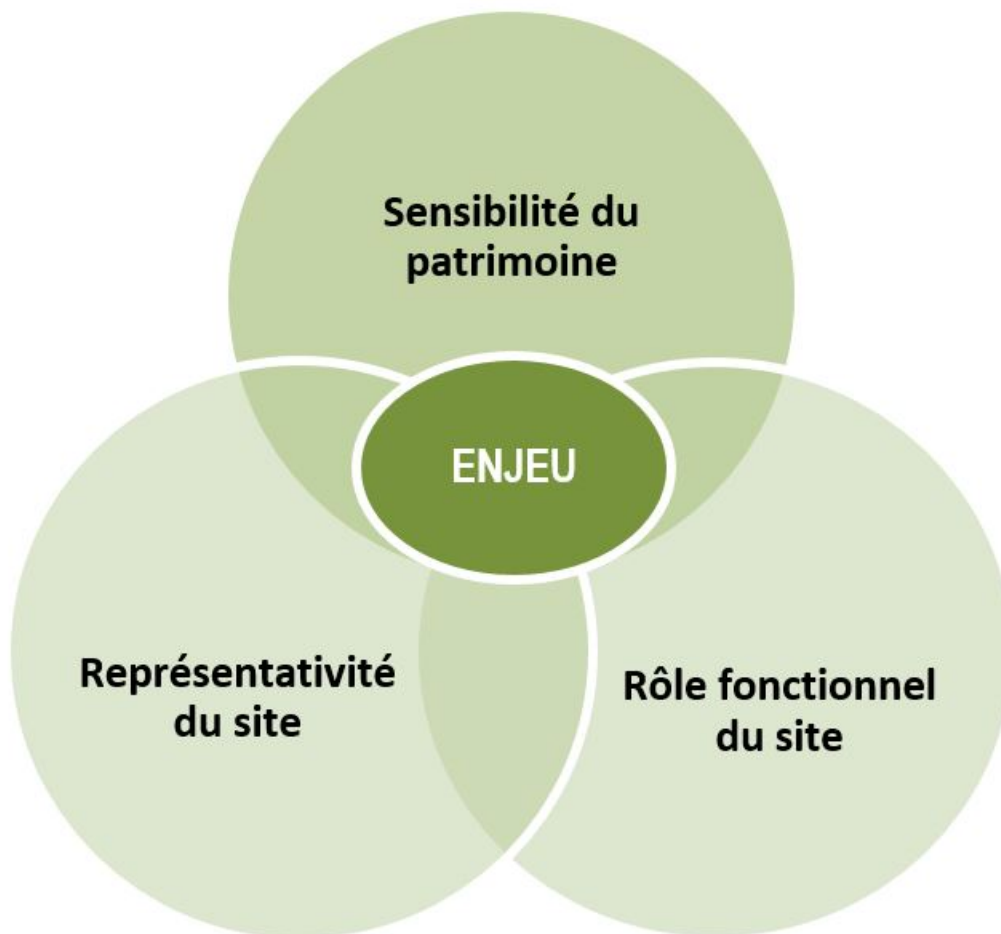 Sensibilité du
patrimoine
ENJEU
Représentativité
du site
Rôle fonctionnel
du site